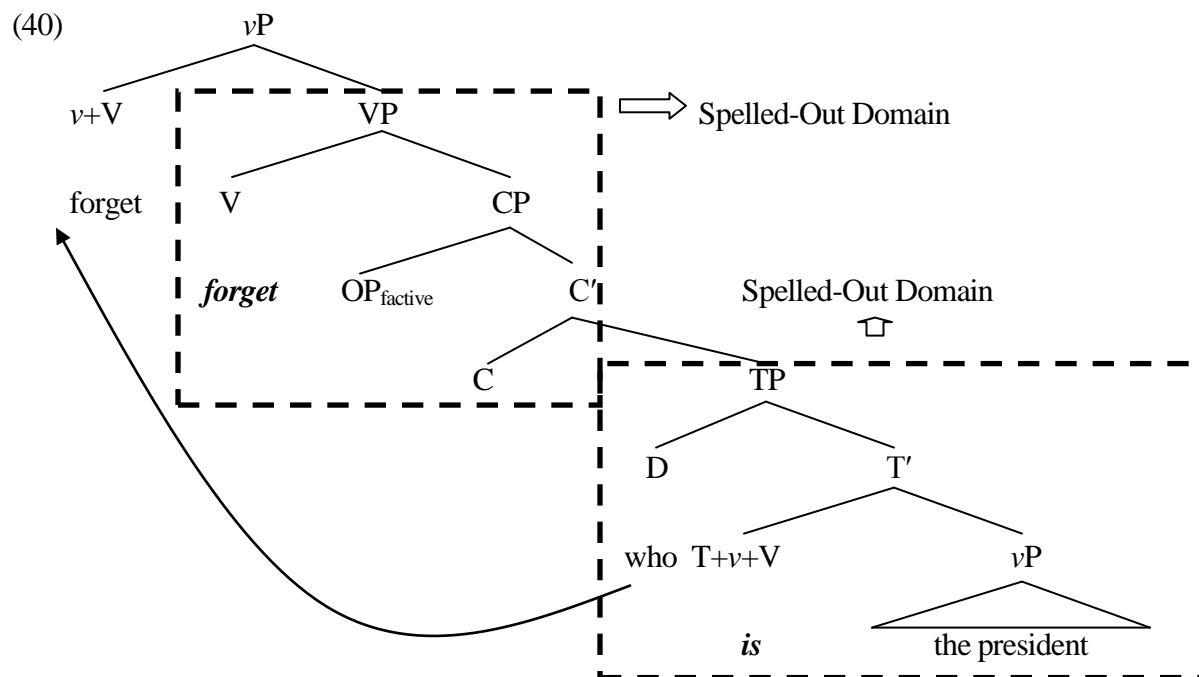 (40) vP
v+V VP Spelled-Out Domain
forget V CP
forget OPfactive C′ Spelled-Out Domain
C TP
D T′
who T+v+V vP
is the president